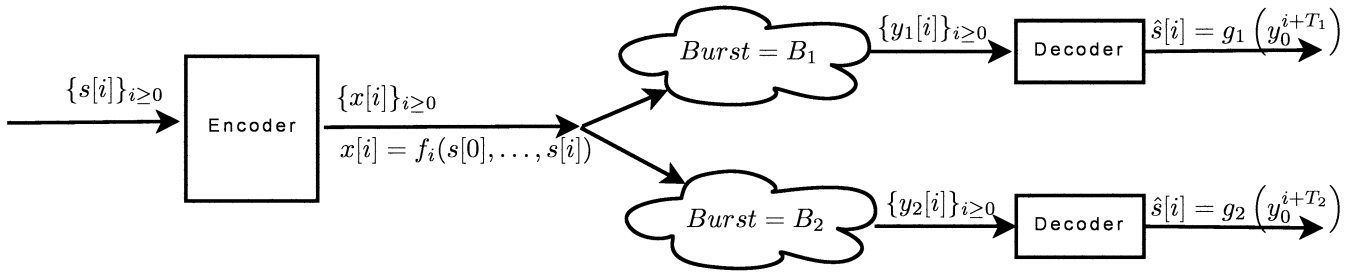 {s[i]}_{i≥0}
Encoder
{x[i]}_{i≥0}
x[i] = f_i(s[0], …, s[i])
Burst = B_1
{y_1[i]}_{i≥0}
Decoder
ŝ[i] = g_1 (y_0^{i+T_1})
Burst = B_2
{y_2[i]}_{i≥0}
Decoder
ŝ[i] = g_2 (y_0^{i+T_2})